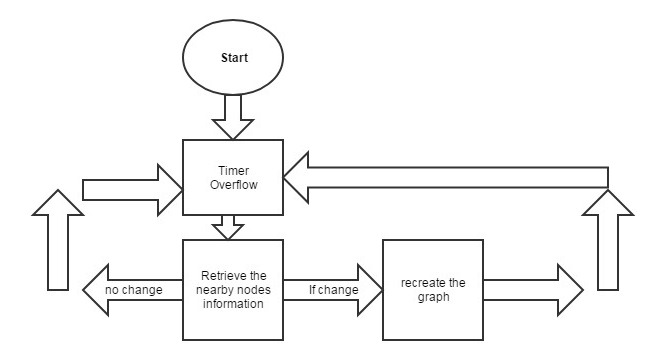 Start
Timer
Overflow
Retrieve the
nearby nodes
information
no change
If change
recreate the
graph